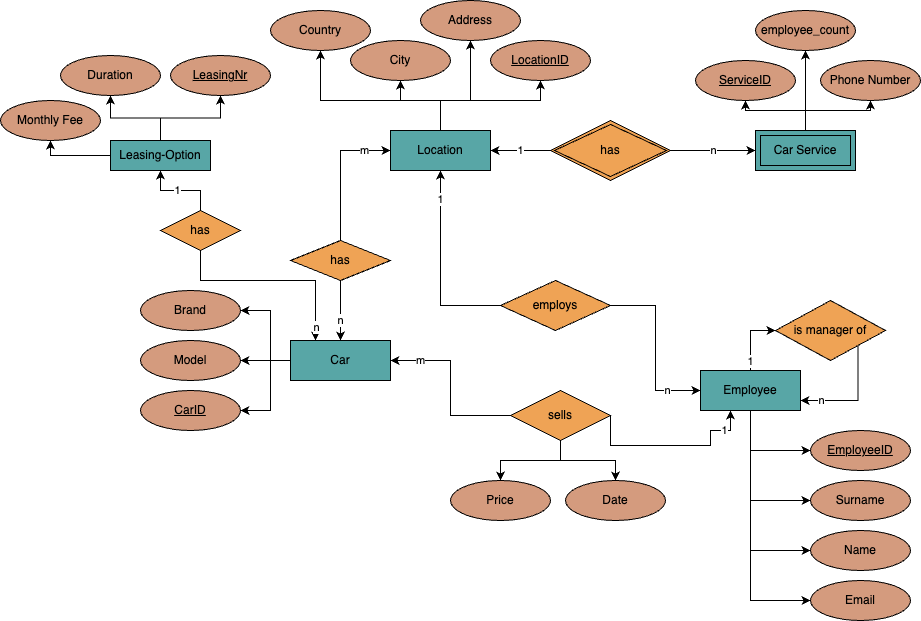 Country
Address
employee_count
City
LocationID
Duration
LeasingNr
ServiceID
Phone Number
Monthly Fee
Leasing-Option
m
Location
1
has
n
Car Service
1
1
has
has
employs
Brand
n
n
is manager of
Model
Car
m
1
n
Employee
n
CarID
sells
1
EmployeeID
Price
Date
Surname
Name
Email